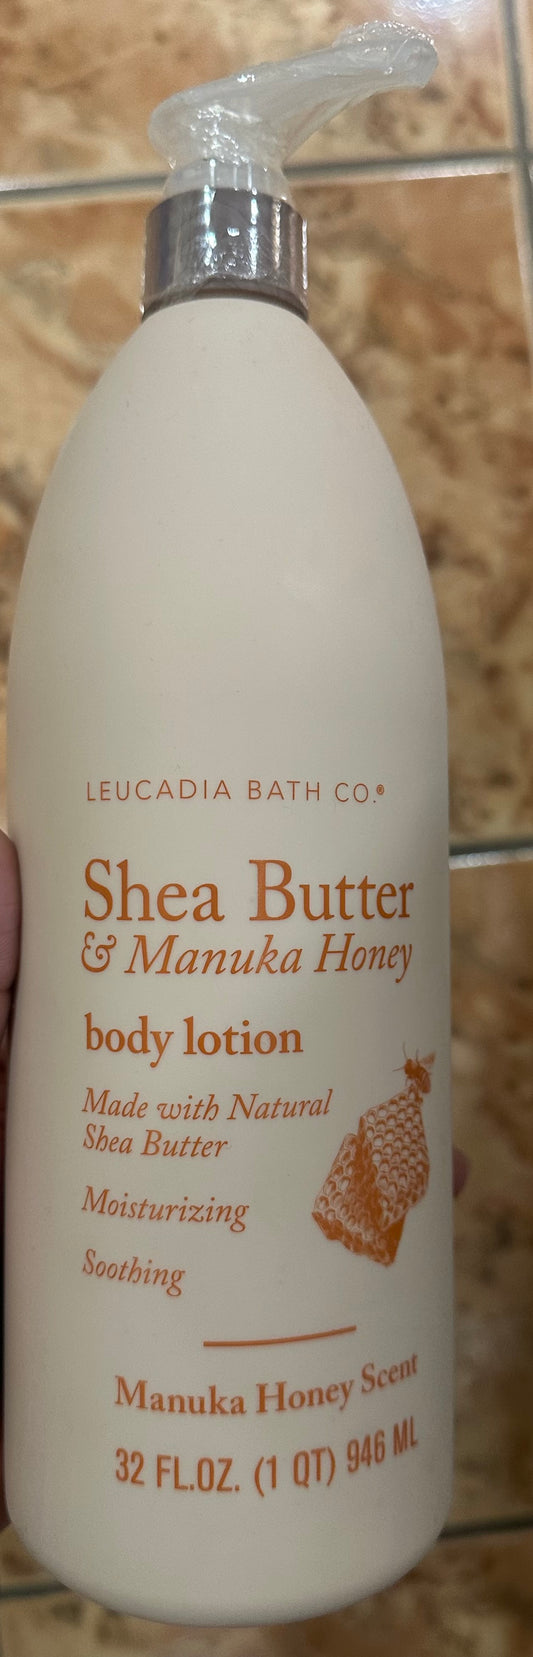 LEUCADIA BATH CO.®
Shea Butter
& Manuka Honey
body lotion
Made with Natural
Shea Butter
Moisturizing
Soothing
Manuka Honey Scent
32 FL.OZ. (1 QT) 946 ML